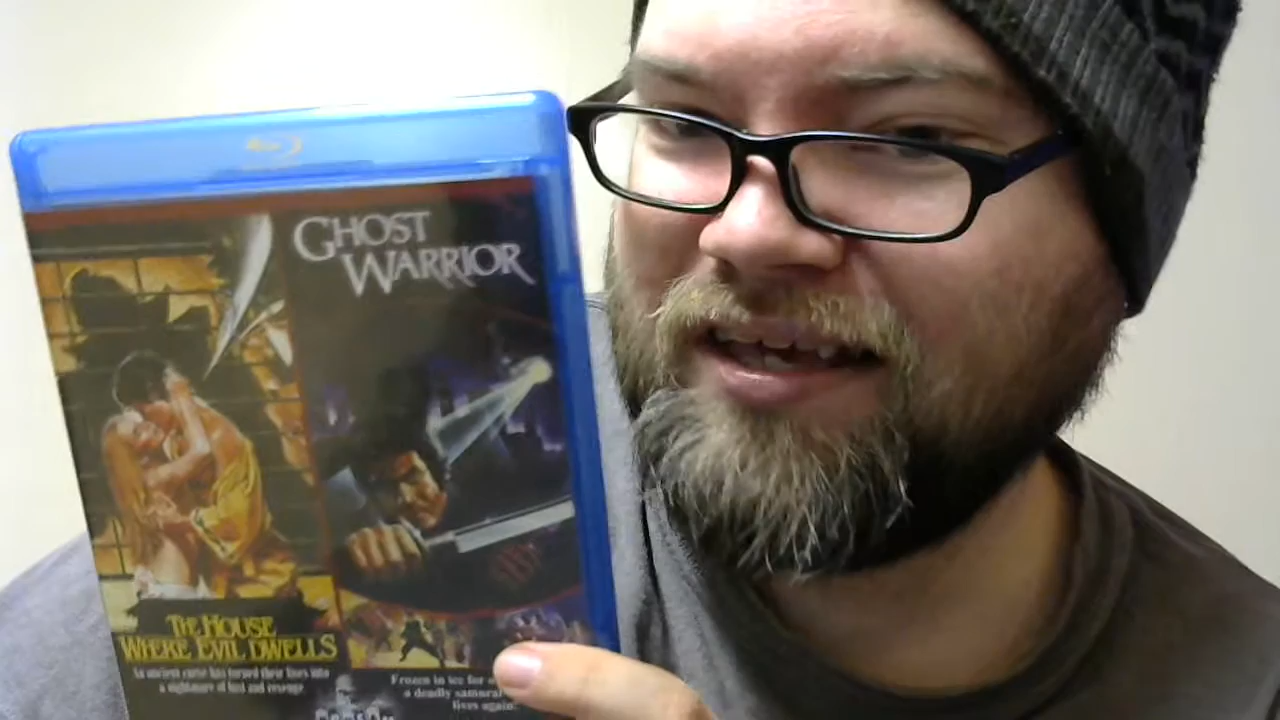 GHOST
WARRIOR
THE HOUSE
WHERE EVIL DWELLS
An ancient curse has turned their lives into
a nightmare of lust and revenge.
Frozen in ice for
a deadly samurai
lives again.